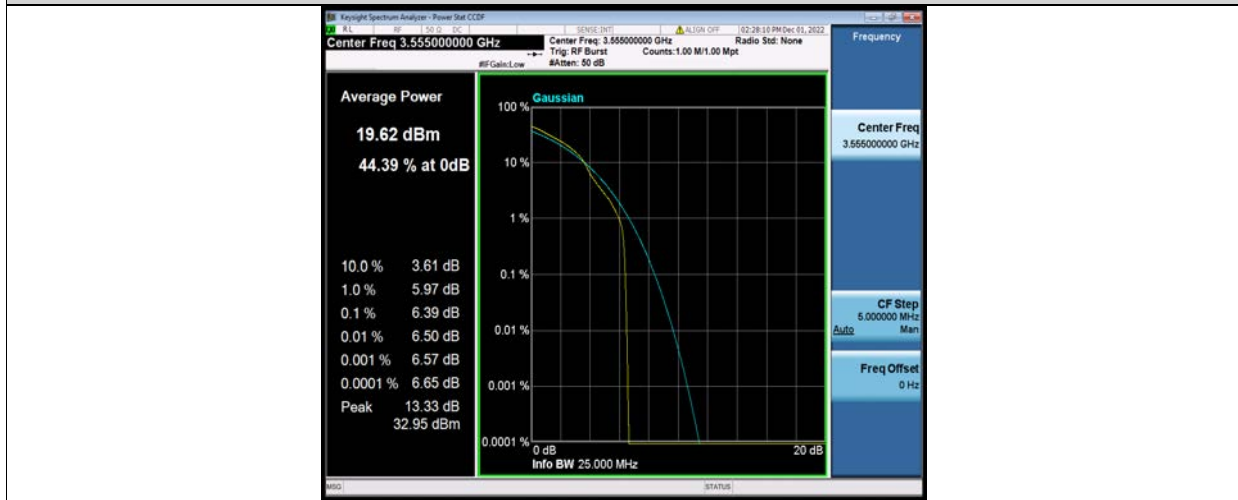 Keysight Spectrum Analyzer - Power Stat CCDF
RL RF 50 Ω DC SENSE:INT ALIGN OFF 02:28:10 PM Dec 01, 2022
Center Freq 3.555000000 GHz
Center Freq: 3.555000000 GHz Radio Std: None
Trig: RF Burst Counts:1.00 M/1.00 Mpt
#IFGain:Low #Atten: 50 dB
Frequency
Average Power
19.62 dBm
44.39 % at 0dB
10.0 % 3.61 dB
1.0 % 5.97 dB
0.1 % 6.39 dB
0.01 % 6.50 dB
0.001 % 6.57 dB
0.0001 % 6.65 dB
Peak 13.33 dB
32.95 dBm
Gaussian
100 %
10 %
1 %
0.1 %
0.01 %
0.001 %
0.0001 %
0 dB 20 dB
Info BW 25.000 MHz
Center Freq
3.555000000 GHz
CF Step
5.000000 MHz
Auto Man
Freq Offset
0 Hz
MSG STATUS